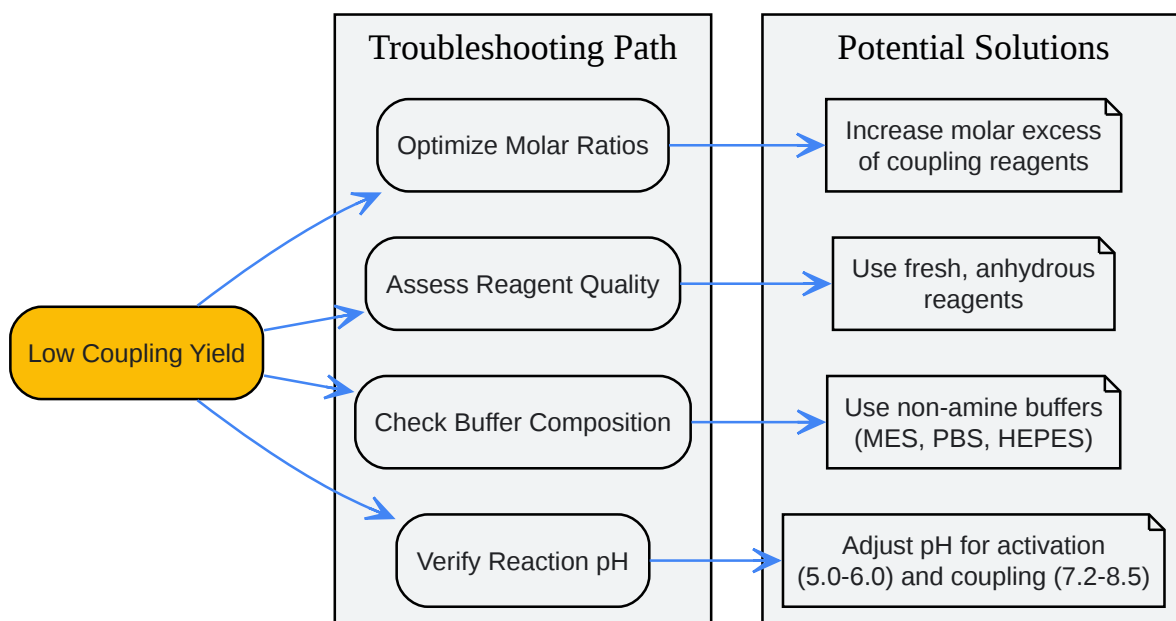 Troubleshooting Path
Potential Solutions
Low Coupling Yield
Optimize Molar Ratios
Increase molar excess
of coupling reagents
Assess Reagent Quality
Use fresh, anhydrous
reagents
Check Buffer Composition
Use non-amine buffers
(MES, PBS, HEPES)
Verify Reaction pH
Adjust pH for activation
(5.0-6.0) and coupling (7.2-8.5)